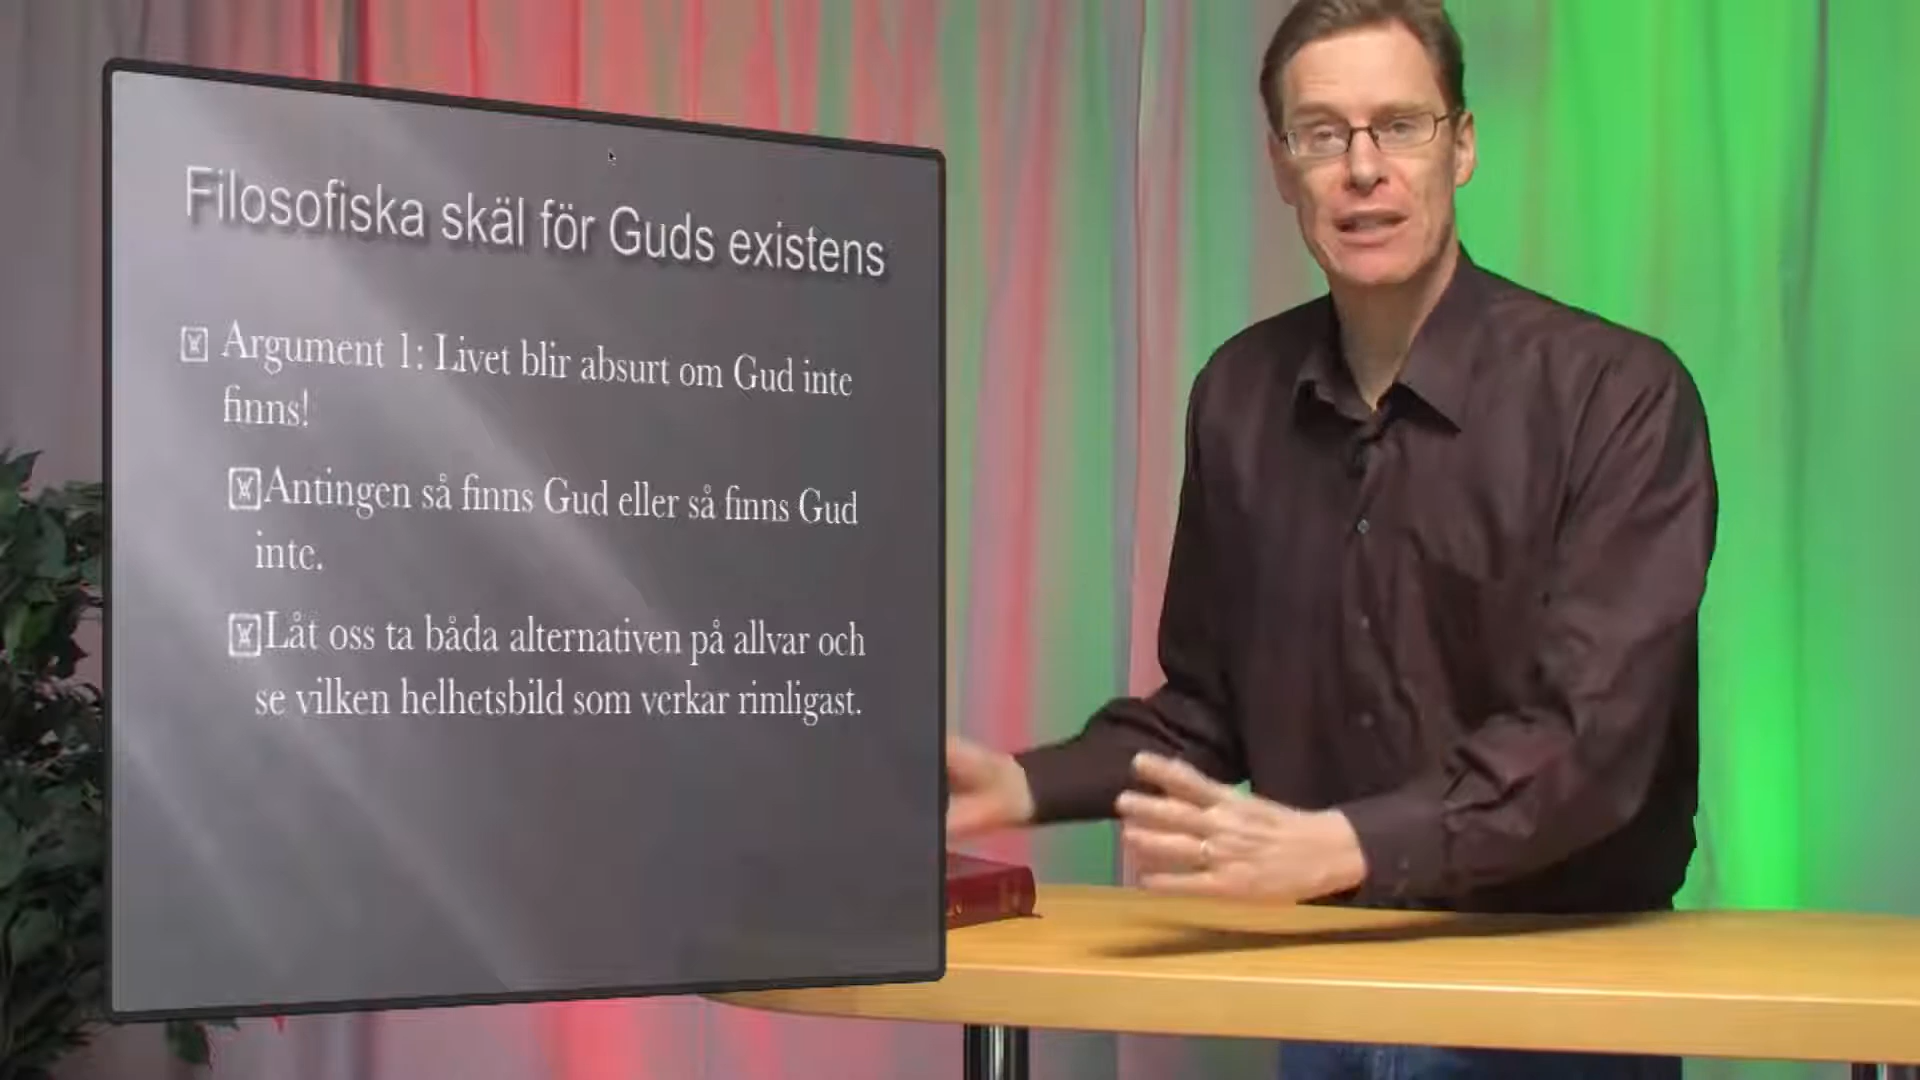 Filosofiska skäl för Guds existens
Argument 1: Livet blir absurt om Gud inte
finns!
Antingen så finns Gud eller så finns Gud
inte.
Låt oss ta båda alternativen på allvar och
se vilken helhetsbild som verkar rimligast.